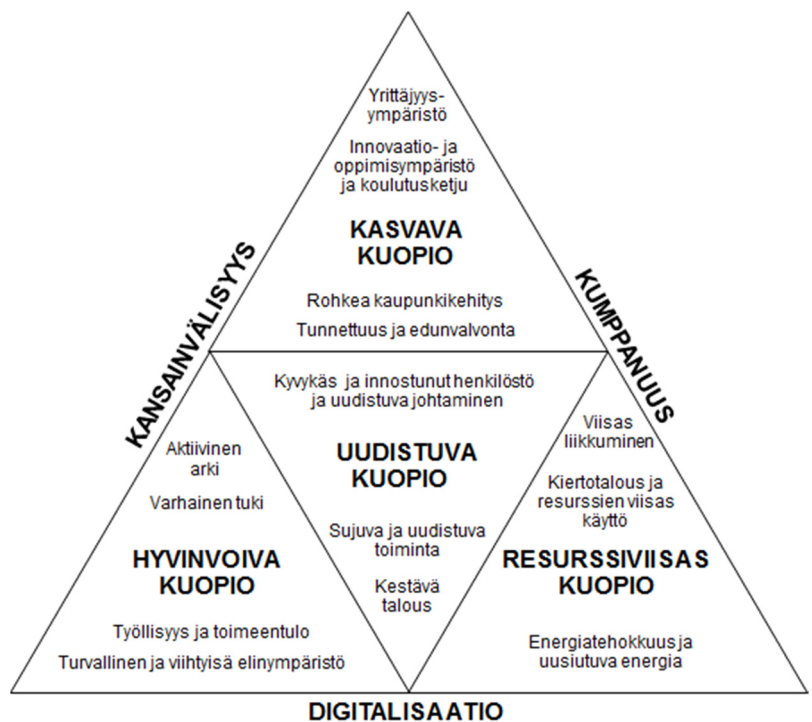 Yrittäjyys-
ympäristö
Innovaatio- ja
oppimisympäristö
ja koulutusketju
KASVAVA
KUOPIO
Rohkea kaupunkikehitys
Tunnettuus ja edunvalvonta
KANSAINVÄLISYYS
KUMPPANUUS
Kyvykäs ja innostunut henkilöstö
ja uudistuva johtaminen
UUDISTUVA
KUOPIO
Sujuva ja uudistuva
toiminta
Kestävä
talous
Aktiivinen
arki
Varhainen tuki
HYVINVOIVA
KUOPIO
Työllisyys ja toimeentulo
Turvallinen ja viihtyisä elinympäristö
Viisas
liikkuminen
Kiertotalous ja
resurssien viisas
käyttö
RESURSSIVIISAS
KUOPIO
Energiatehokkuus ja
uusiutuva energia
DIGITALISAATIO